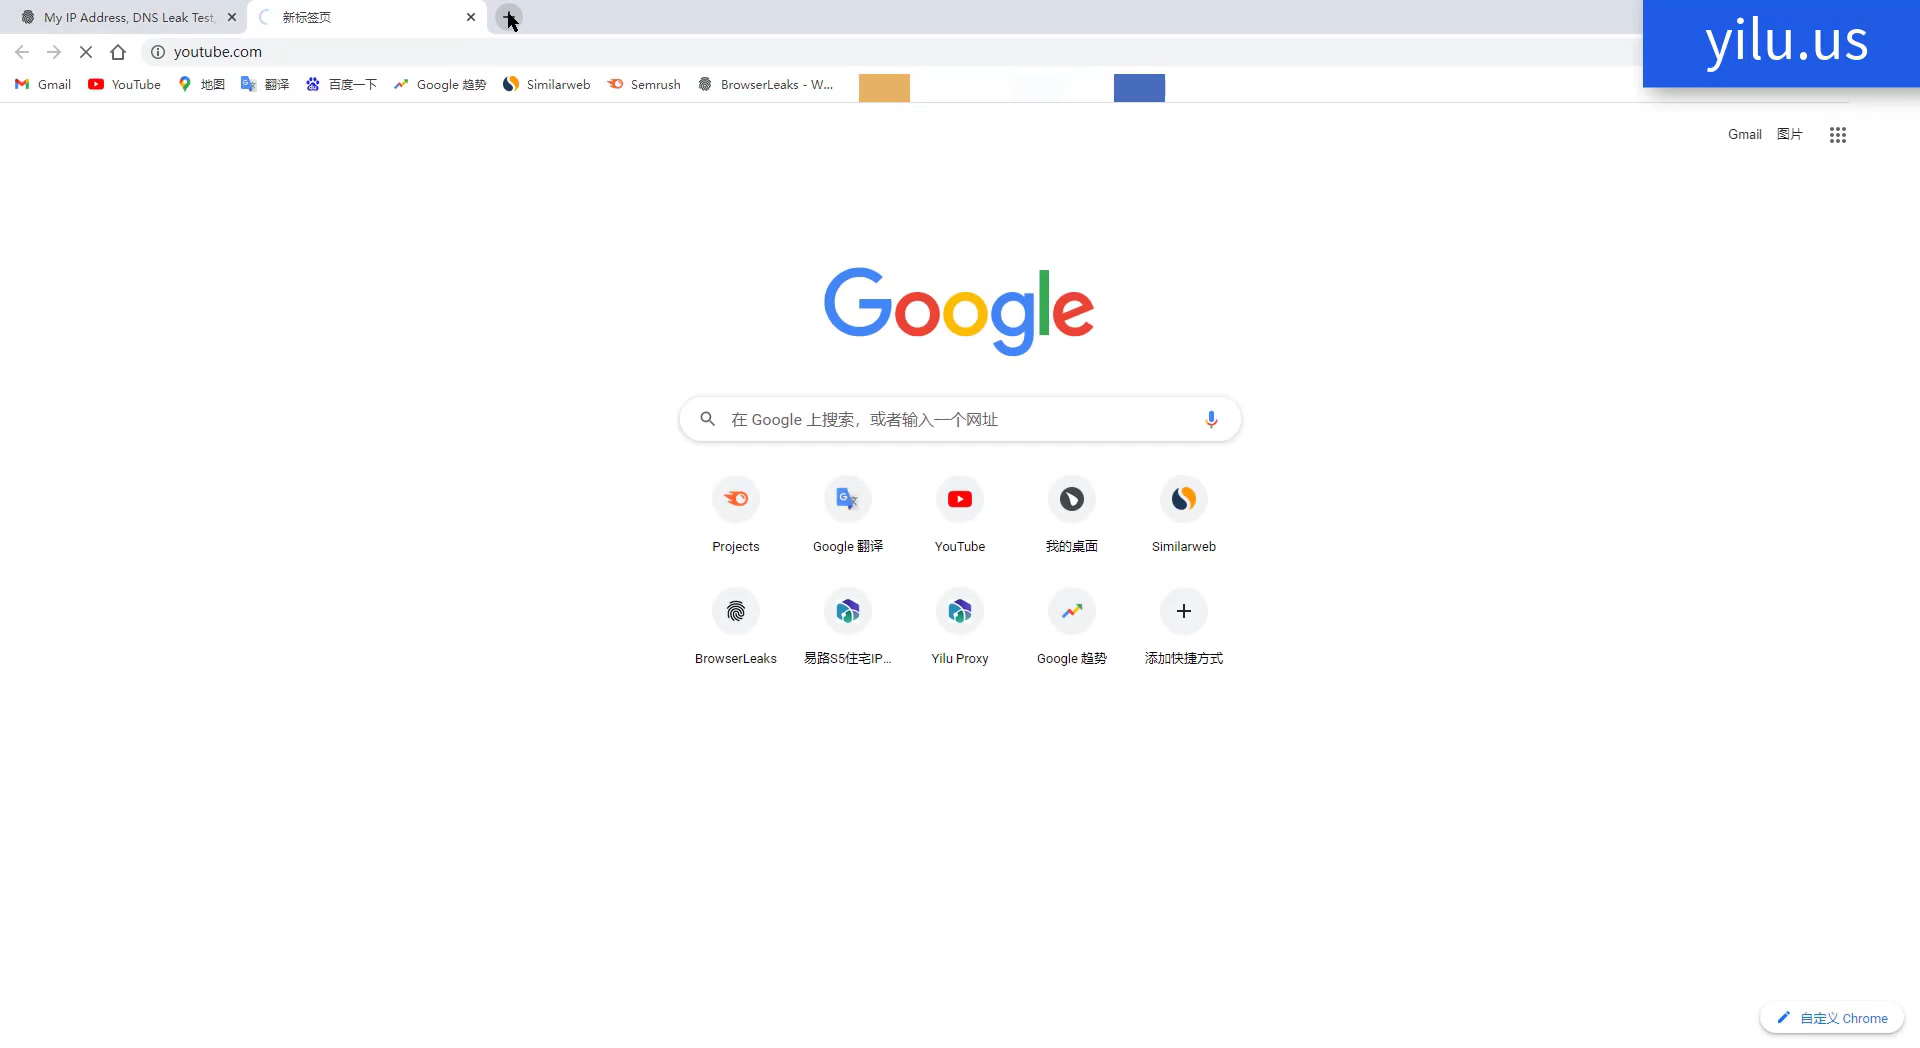 My IP Address, DNS Leak Test,
新标签页
yilu.us
youtube.com
Gmail
YouTube
地图
翻译
百度一下
Google 趋势
Similarweb
Semrush
BrowserLeaks - W...
Gmail
图片
Google
在 Google 上搜索，或者输入一个网址
Projects
Google 翻译
YouTube
我的桌面
Similarweb
BrowserLeaks
易路S5住宅IP...
Yilu Proxy
Google 趋势
添加快捷方式
自定义 Chrome